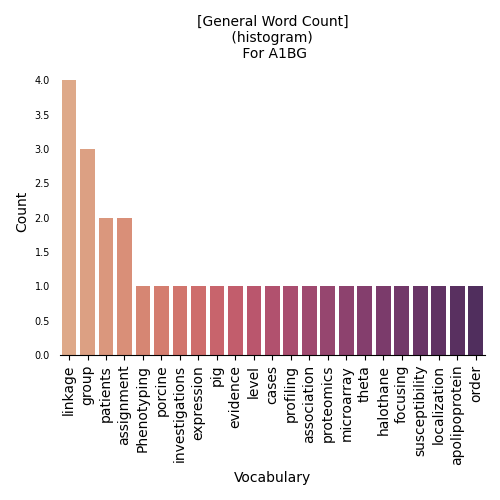 [General Word Count]
(histogram)
For A1BG
Count
4.0
3.5
3.0
2.5
2.0
1.5
1.0
0.5
0.0
linkage
group
patients
assignment
Phenotyping
porcine
investigations
expression
pig
evidence
level
cases
profiling
association
proteomics
microarray
theta
halothane
focusing
susceptibility
localization
apolipoprotein
order
Vocabulary